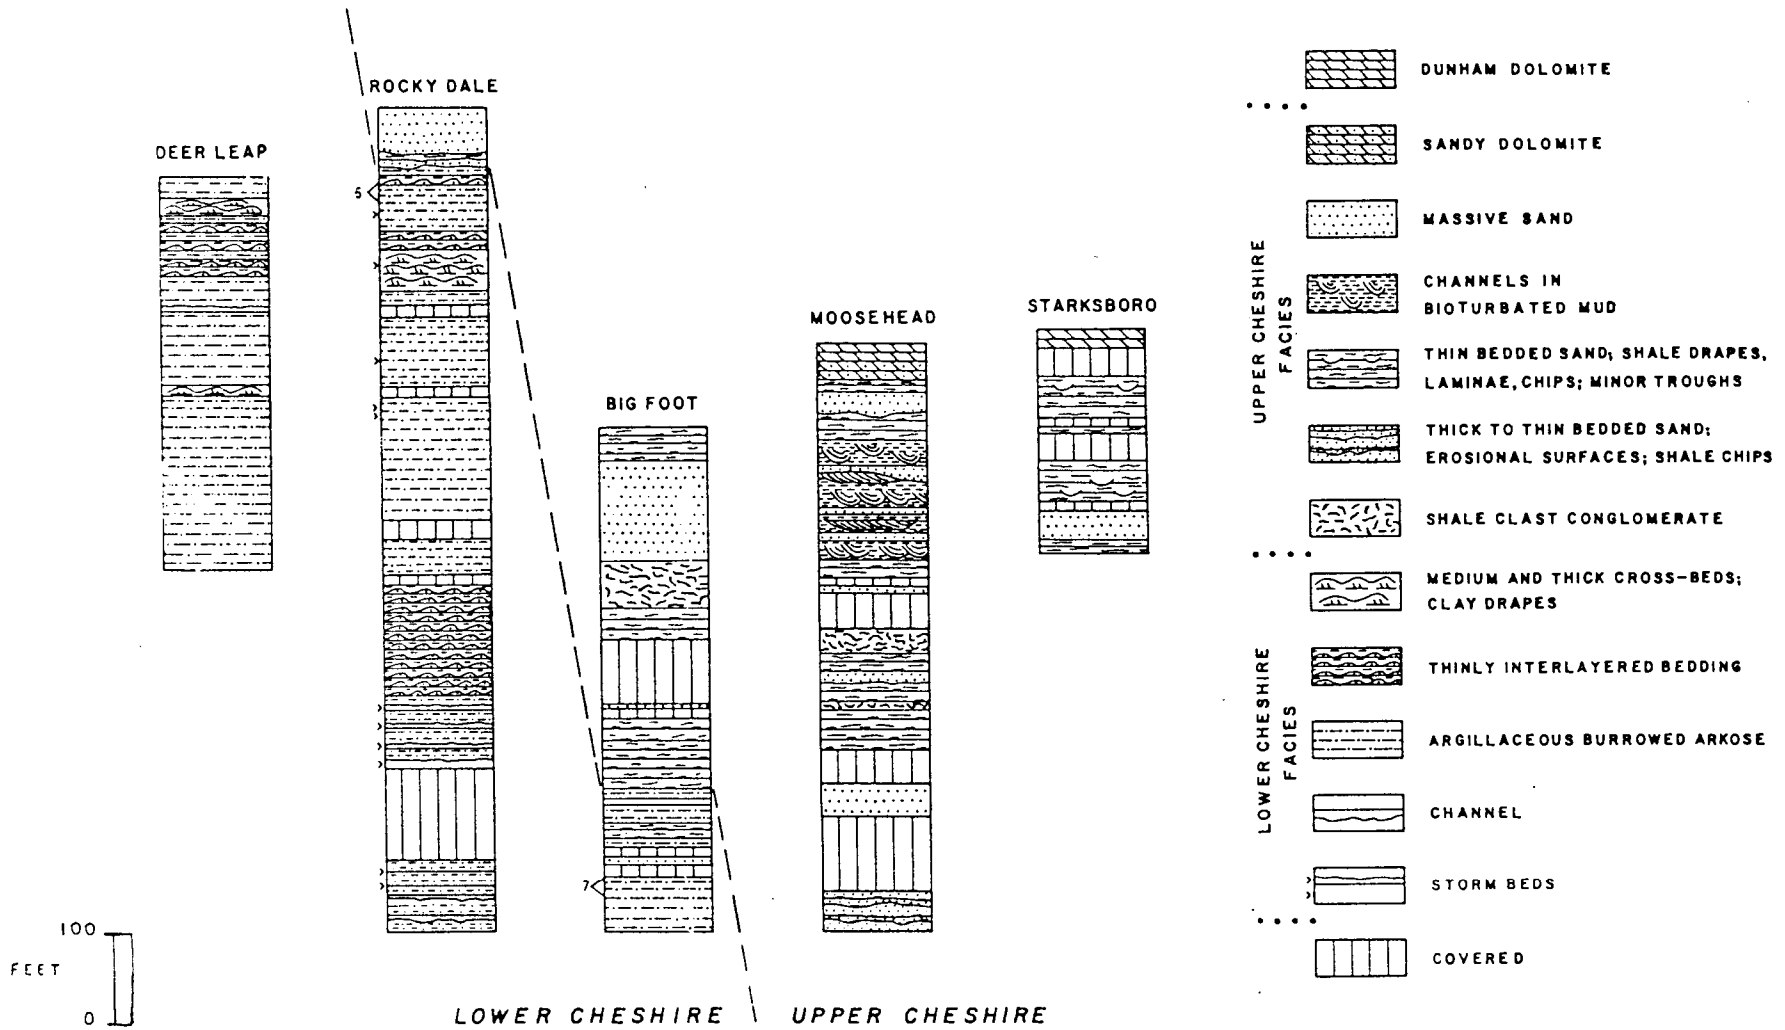 ROCKY DALE
DEER LEAP
6
BIG FOOT
MOOSEHEAD
STARKSBORO
7
100
FEET
0
LOWER CHESHIRE
UPPER CHESHIRE
DUNHAM DOLOMITE
UPPER CHESHIRE
FACIES
SANDY DOLOMITE
MASSIVE SAND
CHANNELS IN
BIOTURBATED MUD
THIN BEDDED SAND; SHALE DRAPES,
LAMINAE, CHIPS; MINOR TROUGHS
THICK TO THIN BEDDED SAND;
EROSIONAL SURFACES; SHALE CHIPS
SHALE CLAST CONGLOMERATE
LOWER CHESHIRE
FACIES
MEDIUM AND THICK CROSS-BEDS;
CLAY DRAPES
THINLY INTERLAYERED BEDDING
ARGILLACEOUS BURROWED ARKOSE
CHANNEL
STORM BEDS
COVERED